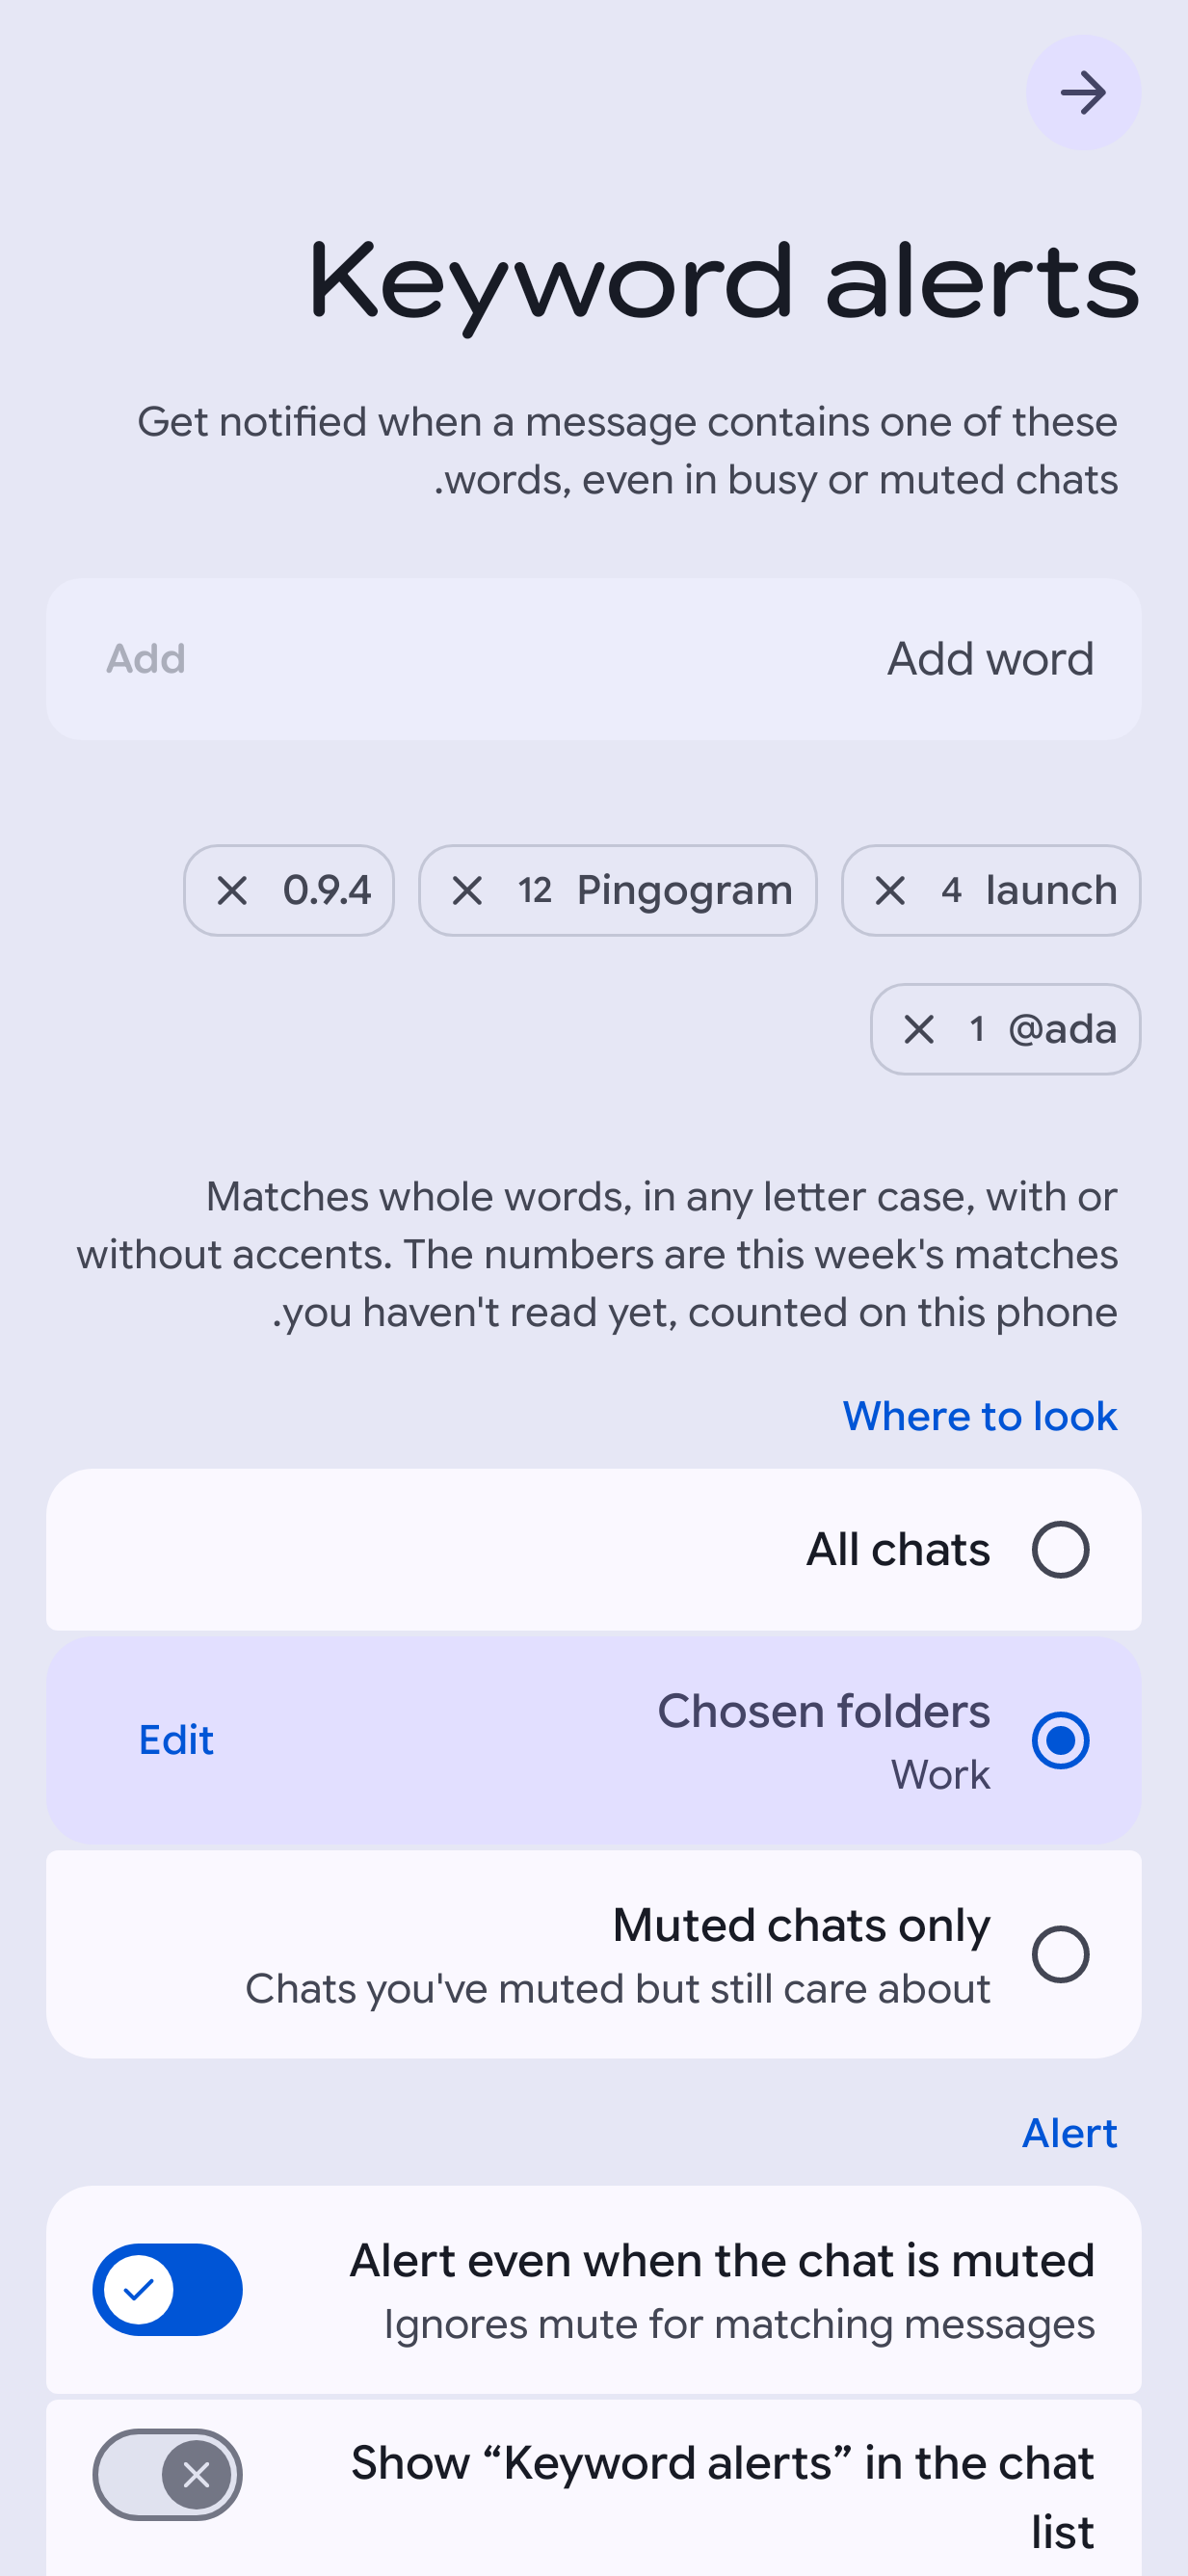 Keyword alerts
Get notified when a message contains one of these
.words, even in busy or muted chats
Add word
Add
launch 4
Pingogram 12
0.9.4
@ada 1
Matches whole words, in any letter case, with or
without accents. The numbers are this week's matches
.you haven't read yet, counted on this phone
Where to look
All chats
Chosen folders
Work
Edit
Muted chats only
Chats you've muted but still care about
Alert
Alert even when the chat is muted
Ignores mute for matching messages
Show “Keyword alerts” in the chat
list